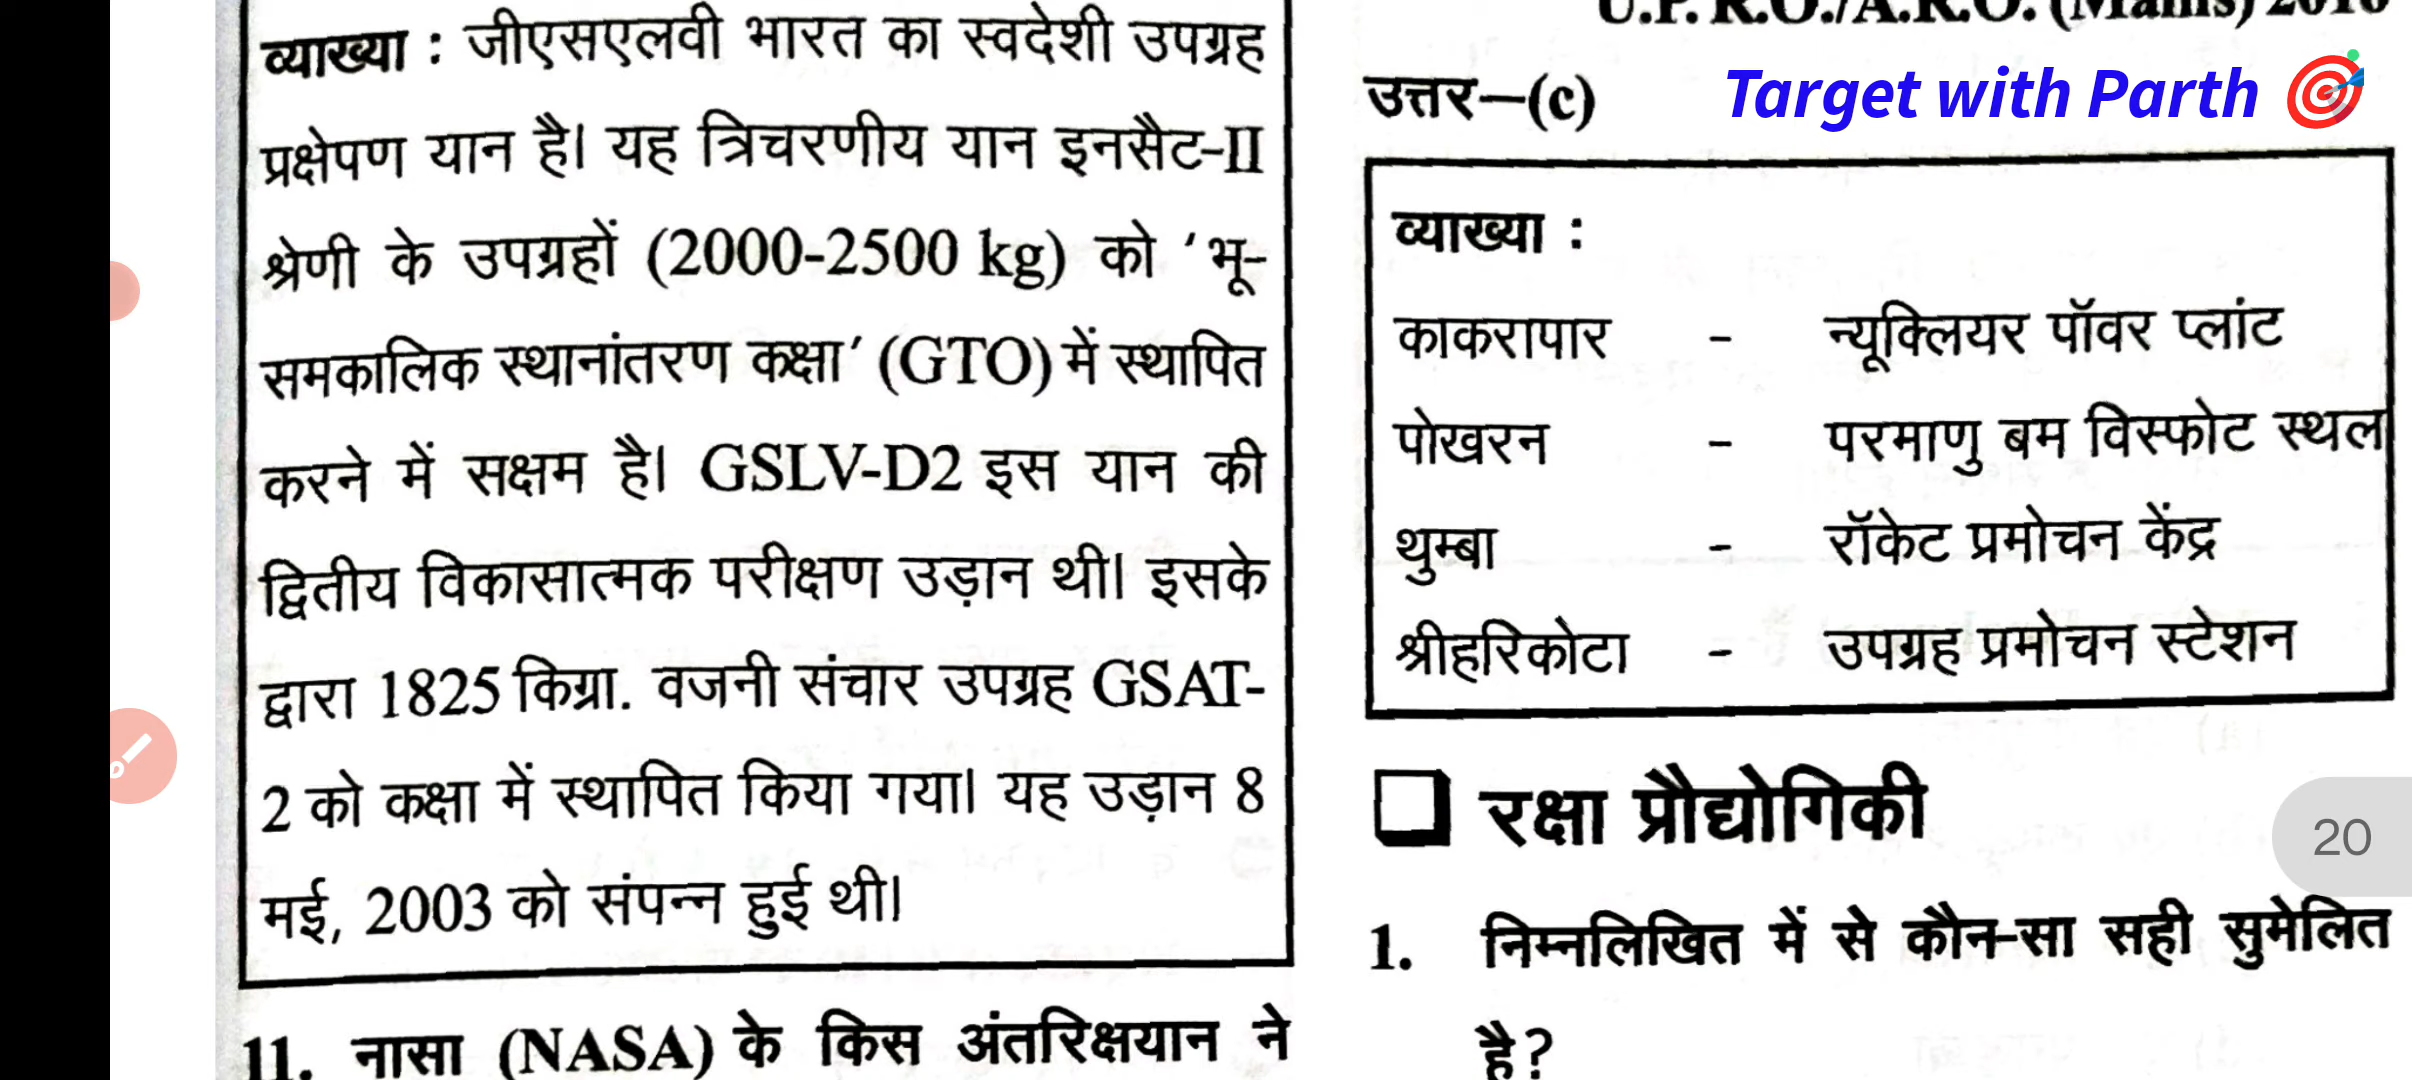 व्याख्या : जीएसएलवी भारत का स्वदेशी उपग्रह
प्रक्षेपण यान है। यह त्रिचरणीय यान इनसैट-II
श्रेणी के उपग्रहों (2000-2500 kg) को ‘भू-
समकालिक स्थानांतरण कक्षा’ (GTO) में स्थापित
करने में सक्षम है। GSLV-D2 इस यान की
द्वितीय विकासात्मक परीक्षण उड़ान थी। इसके
द्वारा 1825 किग्रा. वजनी संचार उपग्रह GSAT-
2 को कक्षा में स्थापित किया गया। यह उड़ान 8
मई, 2003 को संपन्न हुई थी।
11. नासा (NASA) के किस अंतरिक्षयान ने
U.P. R.O./A.R.O. (Mains)
उत्तर—(c)
Target with Parth
व्याख्या :
काकरापार - न्यूक्लियर पॉवर प्लांट
पोखरन - परमाणु बम विस्फोट स्थल
थुम्बा - रॉकेट प्रमोचन केंद्र
श्रीहरिकोटा - उपग्रह प्रमोचन स्टेशन
रक्षा प्रौद्योगिकी
20
1. निम्नलिखित में से कौन-सा सही सुमेलित
है?